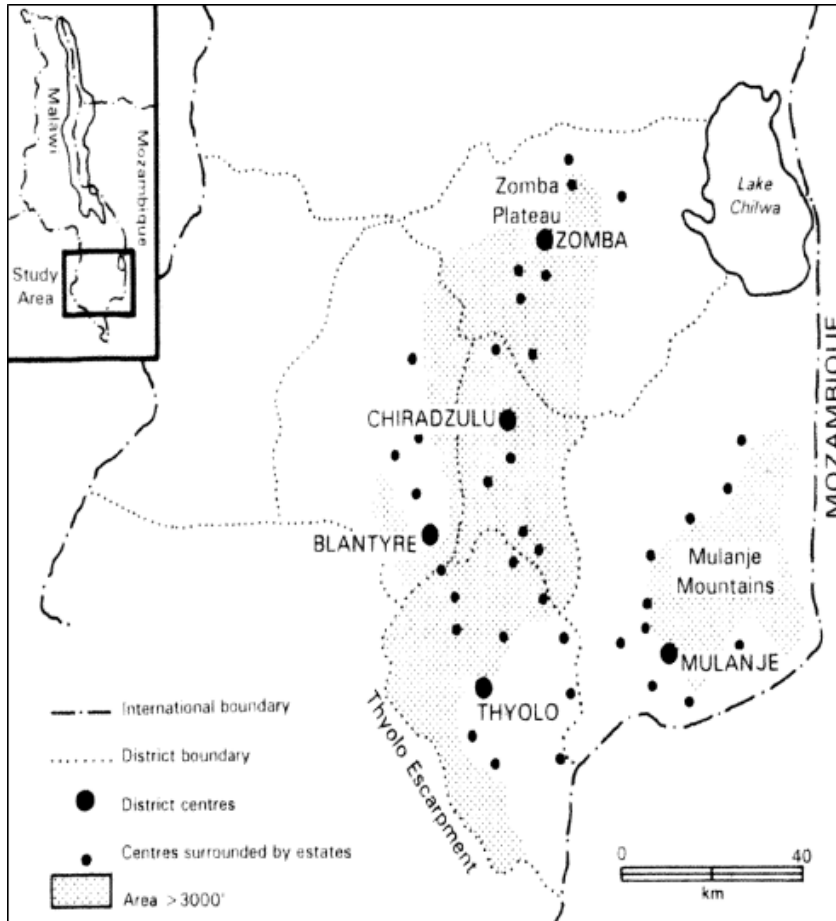 Malawi
Mozambique
Study
Area
Zomba
Plateau
ZOMBA
Lake
Chilwa
MOZAMBIQUE
CHIRADZULU
BLANTYRE
Mulanje
Mountains
MULANJE
THYOLO
Thyolo Escarpment
International boundary
District boundary
District centres
Centres surrounded by estates
Area >3000'
0 40
km